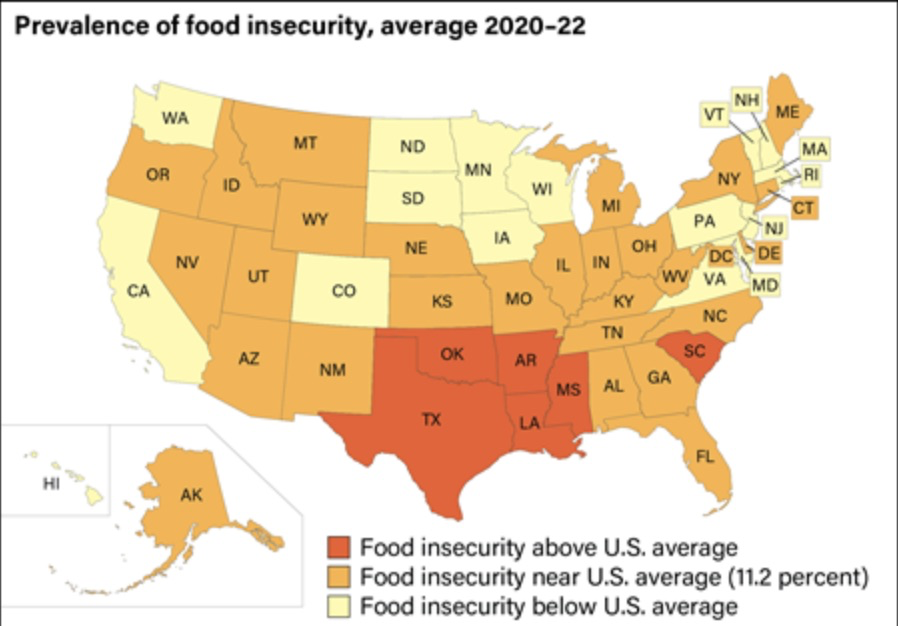 Prevalence of food insecurity, average 2020–22
WA
MT
ND
MN
VT
NH
ME
OR
ID
WY
SD
WI
MI
NY
MA
RI
CT
NV
UT
CO
NE
IA
IL
IN
OH
PA
NJ
DE
DC
MD
CA
KS
MO
KY
WV
VA
AZ
NM
OK
AR
TN
NC
SC
TX
LA
MS
AL
GA
FL
HI
AK
Food insecurity above U.S. average
Food insecurity near U.S. average (11.2 percent)
Food insecurity below U.S. average